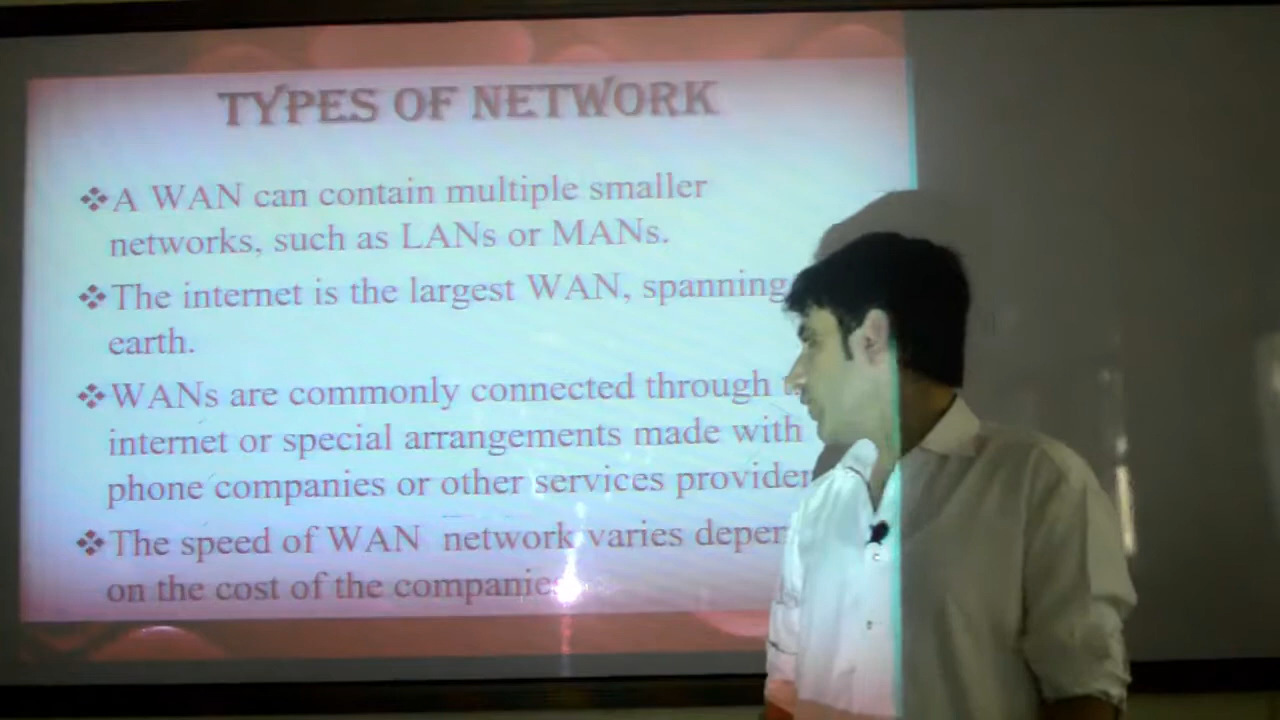 TYPES OF NETWORK
❖A WAN can contain multiple smaller
networks, such as LANs or MANs.
❖The internet is the largest WAN, spanning
earth.
❖WANs are commonly connected through
internet or special arrangements made with
phone companies or other services
❖The speed of WAN network varies
on the cost of the